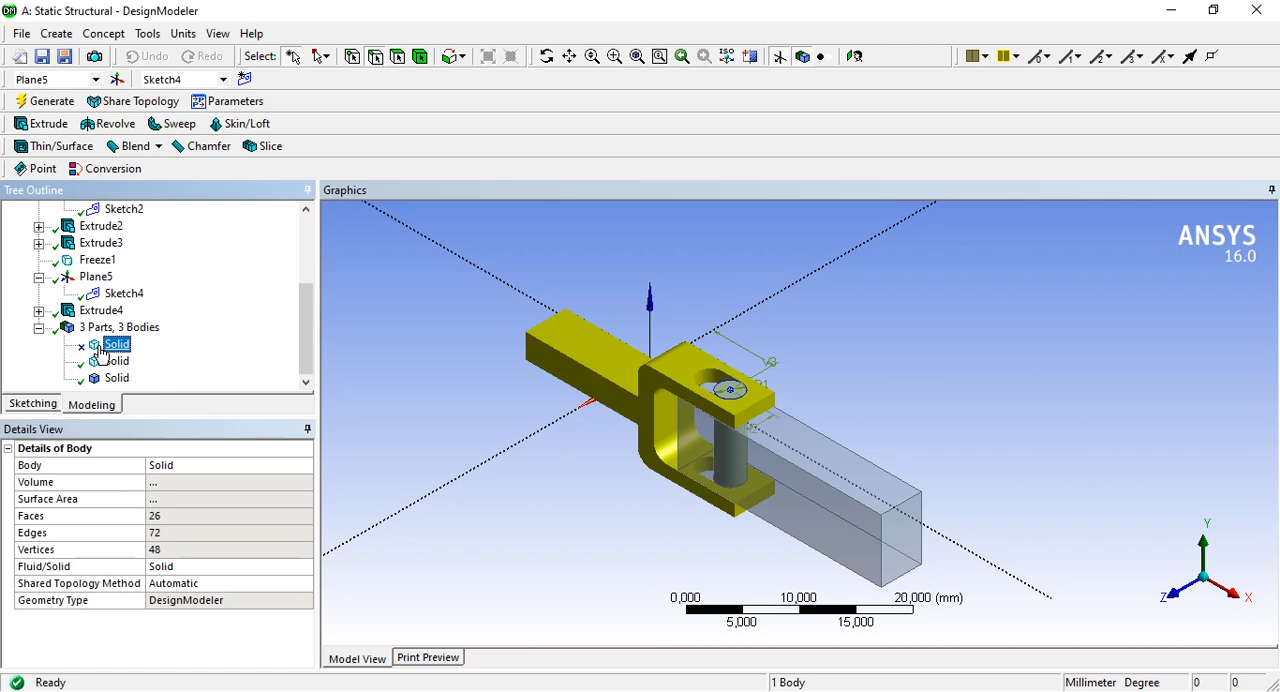 A: Static Structural - DesignModeler
File Create Concept Tools Units View Help
Undo Redo Select:
Plane5 Sketch4
Generate Share Topology Parameters
Extrude Revolve Sweep Skin/Loft
Thin/Surface Blend Chamfer Slice
Point Conversion
Tree Outline
Sketch2
Extrude2
Extrude3
Freeze1
Plane5
Sketch4
Extrude4
3 Parts, 3 Bodies
Solid
Solid
Solid
Sketching Modeling
Details View
Details of Body
Body Solid
Volume ...
Surface Area ...
Faces 26
Edges 72
Vertices 48
Fluid/Solid Solid
Shared Topology Method Automatic
Geometry Type DesignModeler
Graphics
ANSYS
16.0
Y
Z X
0,000 10,000 20,000 (mm)
5,000 15,000
Model View Print Preview
Ready 1 Body Millimeter Degree 0 0